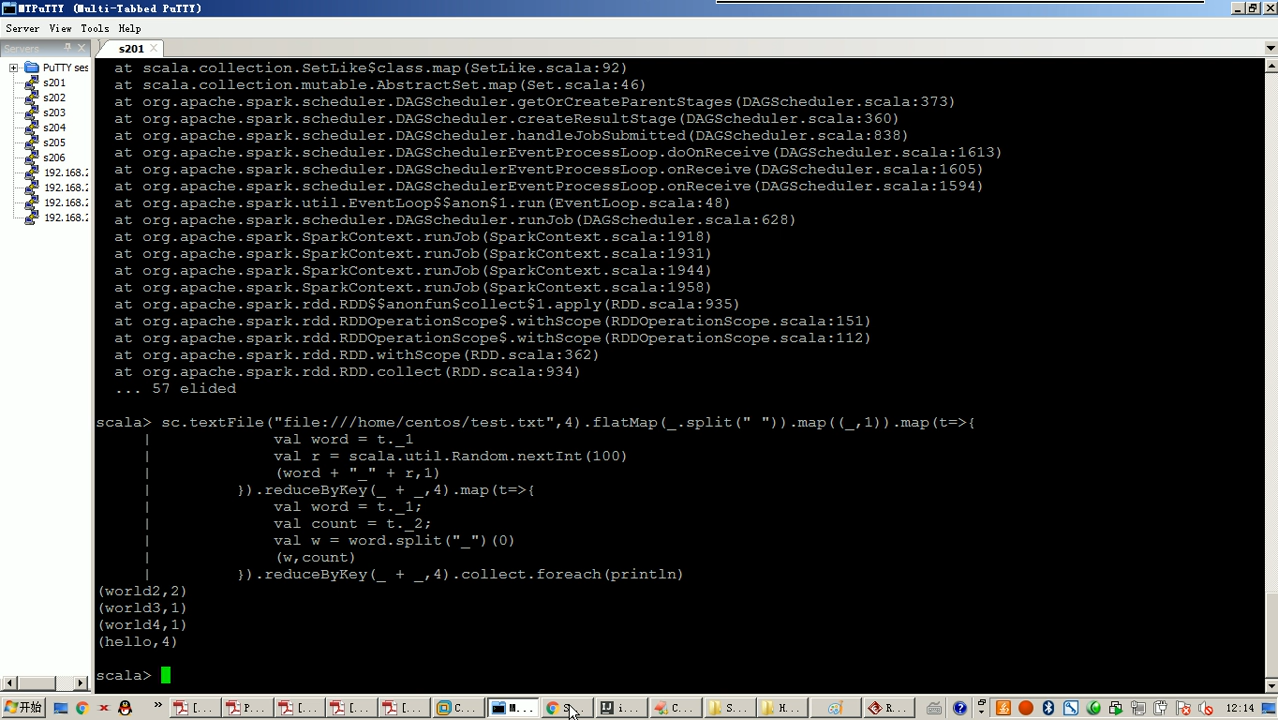 MTPuTTY (Multi-Tabbed PuTTY)
Server View Tools Help
Servers
s201
PuTTY ses
s201
s202
s203
s204
s205
s206
192.168.2
192.168.2
192.168.2
192.168.2
at scala.collection.SetLike$class.map(SetLike.scala:92)
at scala.collection.mutable.AbstractSet.map(Set.scala:46)
at org.apache.spark.scheduler.DAGScheduler.getOrCreateParentStages(DAGScheduler.scala:373)
at org.apache.spark.scheduler.DAGScheduler.createResultStage(DAGScheduler.scala:360)
at org.apache.spark.scheduler.DAGScheduler.handleJobSubmitted(DAGScheduler.scala:838)
at org.apache.spark.scheduler.DAGSchedulerEventProcessLoop.doOnReceive(DAGScheduler.scala:1613)
at org.apache.spark.scheduler.DAGSchedulerEventProcessLoop.onReceive(DAGScheduler.scala:1605)
at org.apache.spark.scheduler.DAGSchedulerEventProcessLoop.onReceive(DAGScheduler.scala:1594)
at org.apache.spark.util.EventLoop$$anon$1.run(EventLoop.scala:48)
at org.apache.spark.scheduler.DAGScheduler.runJob(DAGScheduler.scala:628)
at org.apache.spark.SparkContext.runJob(SparkContext.scala:1918)
at org.apache.spark.SparkContext.runJob(SparkContext.scala:1931)
at org.apache.spark.SparkContext.runJob(SparkContext.scala:1944)
at org.apache.spark.SparkContext.runJob(SparkContext.scala:1958)
at org.apache.spark.rdd.RDD$$anonfun$collect$1.apply(RDD.scala:935)
at org.apache.spark.rdd.RDDOperationScope$.withScope(RDDOperationScope.scala:151)
at org.apache.spark.rdd.RDDOperationScope$.withScope(RDDOperationScope.scala:112)
at org.apache.spark.rdd.RDD.withScope(RDD.scala:362)
at org.apache.spark.rdd.RDD.collect(RDD.scala:934)
... 57 elided
scala> sc.textFile("file:///home/centos/test.txt",4).flatMap(_.split(" ")).map((_,1)).map(t=>{
| val word = t._1
| val r = scala.util.Random.nextInt(100)
| (word + "_" + r,1)
| }).reduceByKey(_ + _,4).map(t=>{
| val word = t._1;
| val count = t._2;
| val w = word.split("_")(0)
| (w,count)
| }).reduceByKey(_ + _,4).collect.foreach(println)
(world2,2)
(world3,1)
(world4,1)
(hello,4)
scala>
开始 » [... P... [... [... [... C... M... i... C... S... H... R... 12:14